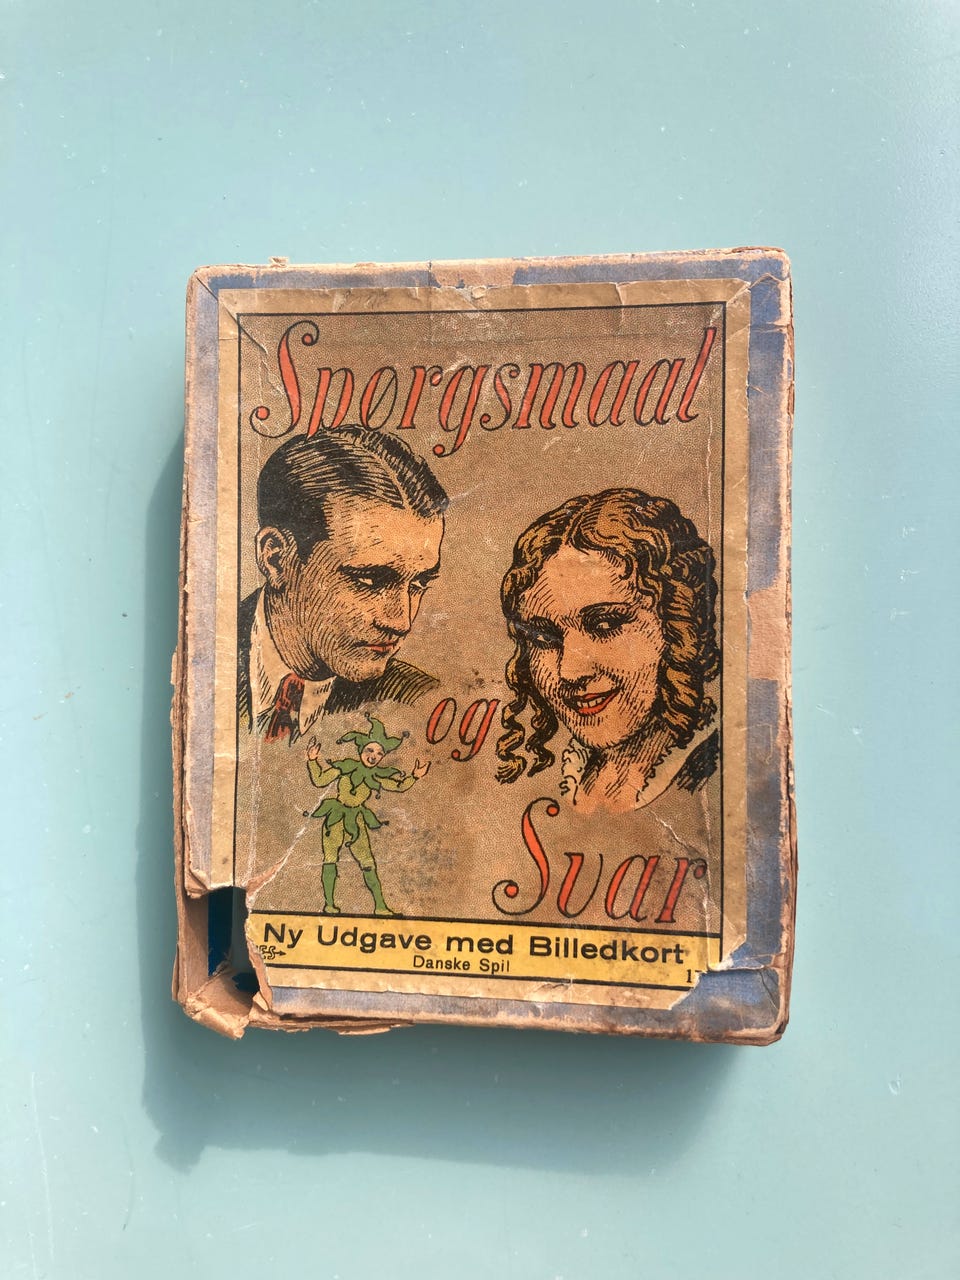 Spørgsmaal
og
Svar
Ny Udgave med Billedkort
Danske Spil